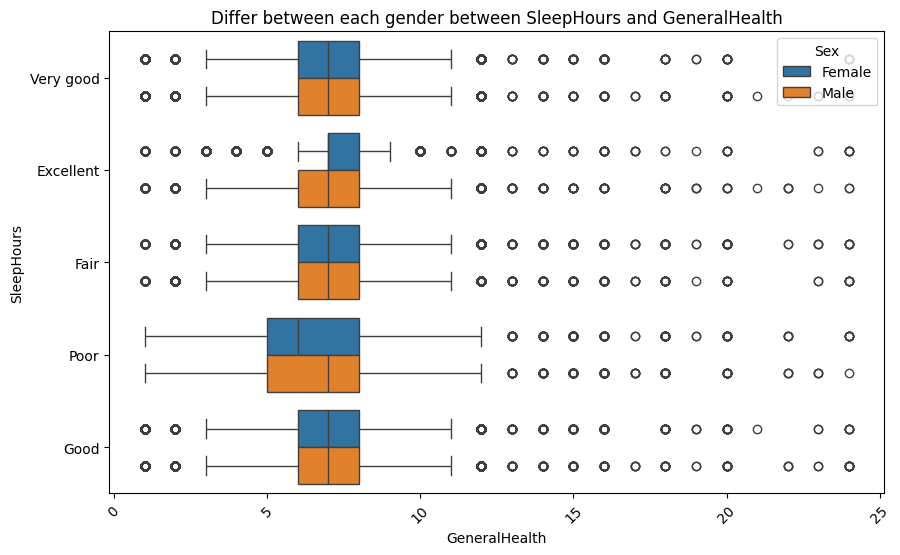 Differ between each gender between SleepHours and GeneralHealth
Sex
Female
Male
SleepHours
Very good
Excellent
Fair
Poor
Good
0
5
10
15
20
25
GeneralHealth